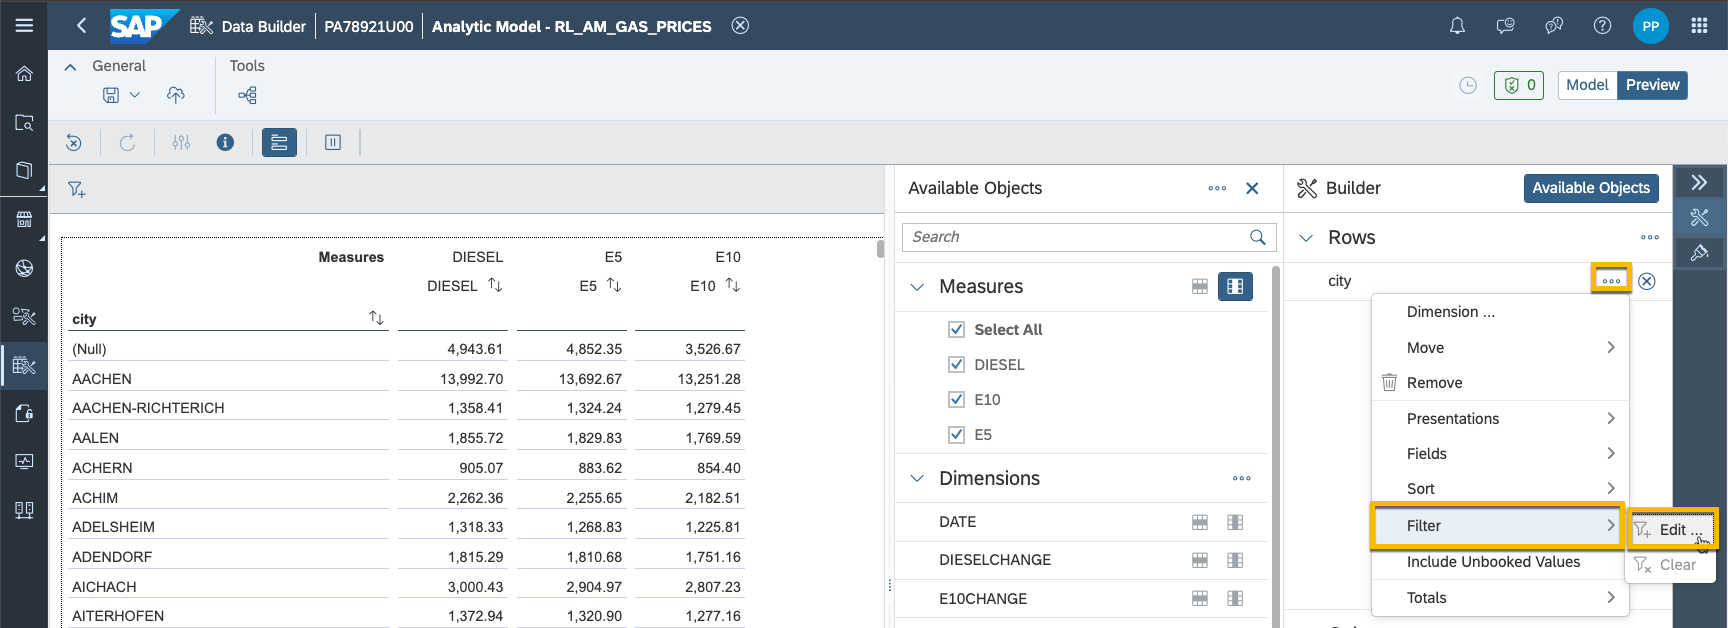 SAP Data Builder PA78921U00 Analytic Model - RL_AM_GAS_PRICES PP
General Tools
0 Model Preview
Available Objects
Search
Measures
Select All
DIESEL
E10
E5
Dimensions
DATE
DIESELCHANGE
E10CHANGE
Builder Available Objects
Rows
city
Dimension ...
Move
Remove
Presentations
Fields
Sort
Filter
Edit ...
Clear
Include Unbooked Values
Totals
Measures DIESEL E5 E10
DIESEL E5 E10
city
(Null) 4,943.61 4,852.35 3,526.67
AACHEN 13,992.70 13,692.67 13,251.28
AACHEN-RICHTERICH 1,358.41 1,324.24 1,279.45
AALEN 1,855.72 1,829.83 1,769.59
ACHERN 905.07 883.62 854.40
ACHIM 2,262.36 2,255.65 2,182.51
ADELSHEIM 1,318.33 1,268.83 1,225.81
ADENDORF 1,815.29 1,810.68 1,751.16
AICHACH 3,000.43 2,904.97 2,807.23
AITERHOFEN 1,372.94 1,320.90 1,277.16